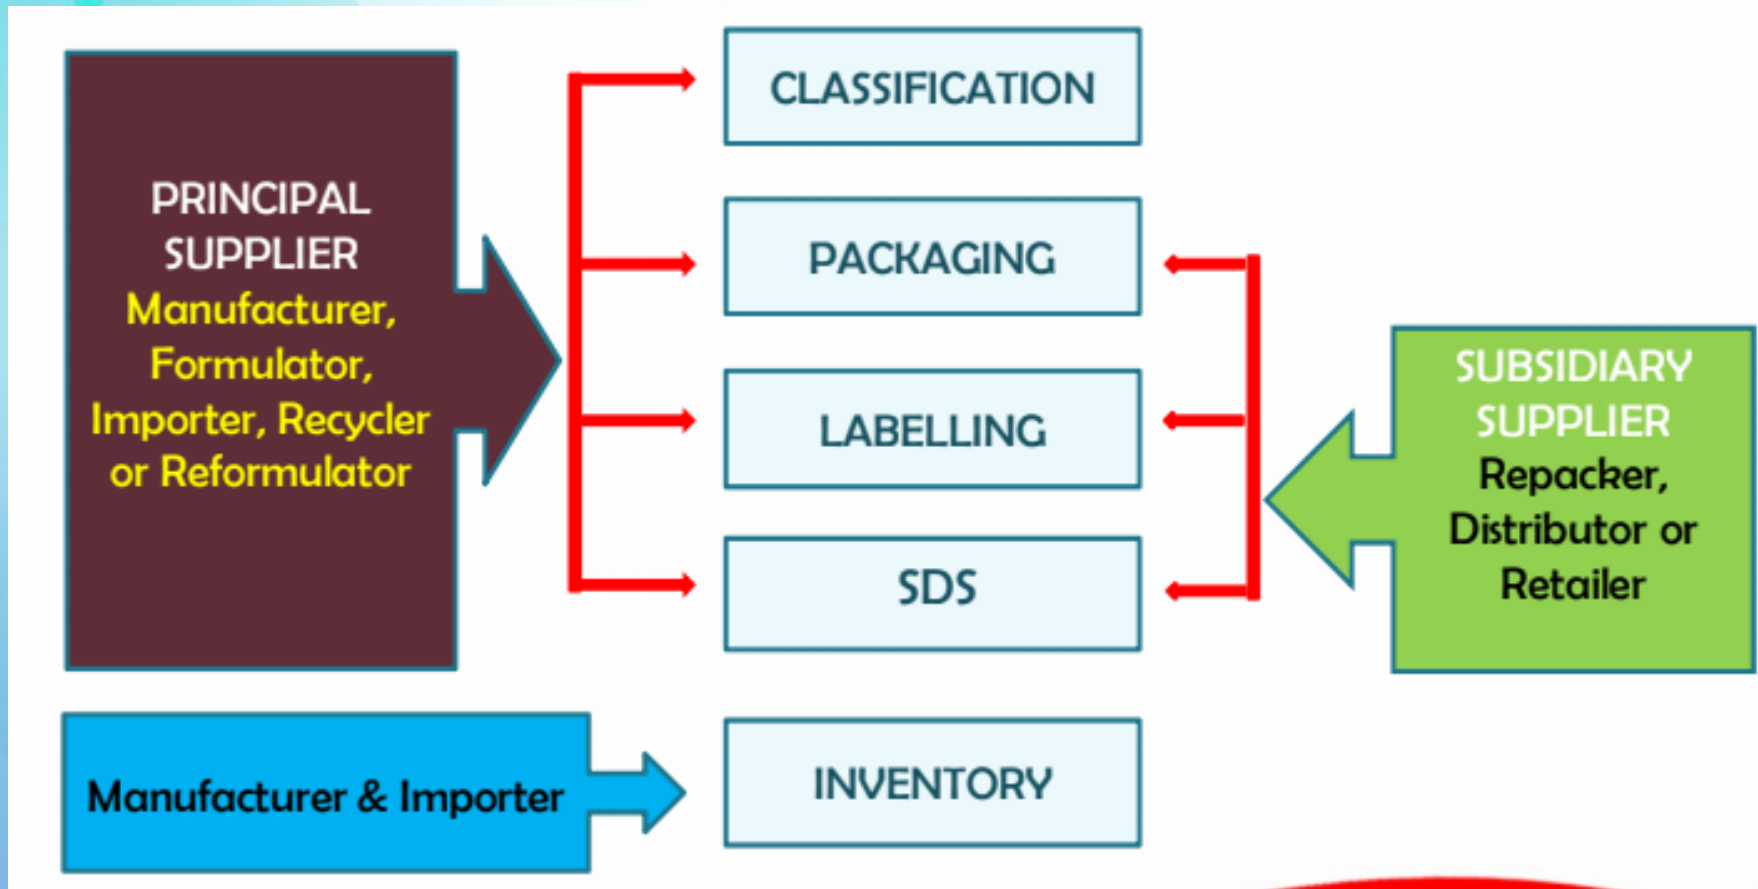 PRINCIPAL
SUPPLIER
Manufacturer,
Formulator,
Importer, Recycler
or Reformulator
CLASSIFICATION
PACKAGING
LABELLING
SDS
SUBSIDIARY
SUPPLIER
Repacker,
Distributor or
Retailer
Manufacturer & Importer
INVENTORY